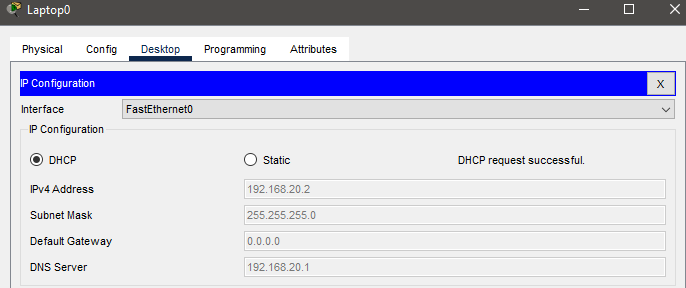 Laptop0
Physical Config Desktop Programming Attributes
IP Configuration X
Interface FastEthernet0
IP Configuration
DHCP Static DHCP request successful.
IPv4 Address 192.168.20.2
Subnet Mask 255.255.255.0
Default Gateway 0.0.0.0
DNS Server 192.168.20.1